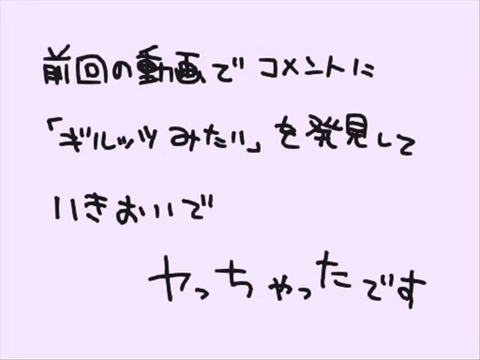 前回の動画でコメントに
「ギルッツみたい」を発見して
いきおいで
ヤっちゃったです